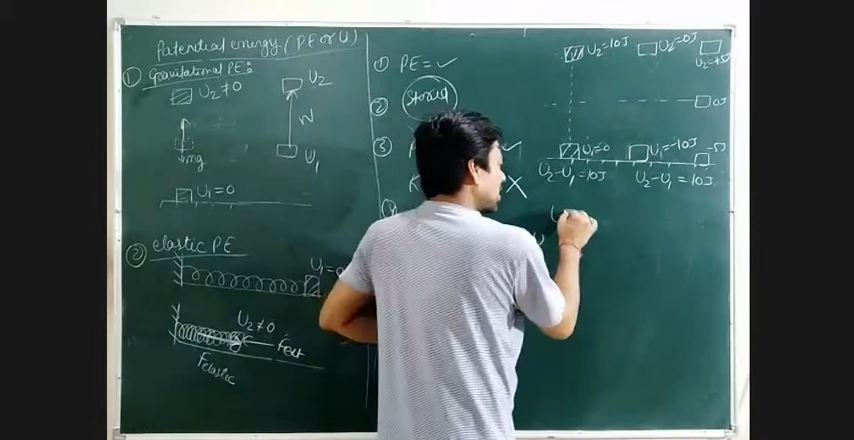 Potential energy (PE or U)
① Gravitational PE:
U₂ ≠ 0
U₂
W
mg
U₁
U₁ = 0
② elastic PE
U₁ =
U₂ ≠ 0
Fext
Felastic
① PE = ✓
② Stored
③
✓
K
X
U₂ = 10J
U₂ = 0J
U₂ = +5J
0J
U₁ = 0
U₁ = -10J
-5J
U₂ - U₁ = 10J
U₂ - U₁ = 10J